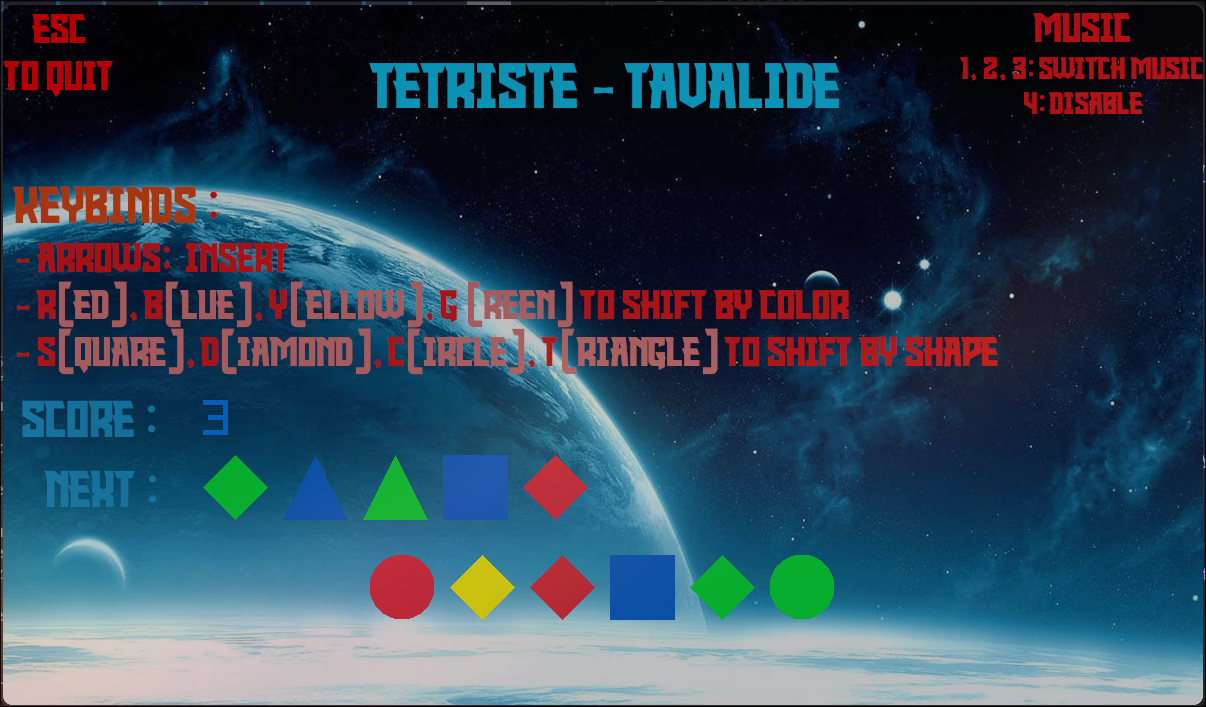 ESC
TO QUIT
MUSIC
1, 2, 3: SWITCH MUSIC
4: DISABLE
TETRISTE - TAVALIDE
KEYBINDS :
- ARROWS: INSERT
- R[ED], B[LUE], Y[ELLOW], G [REEN] TO SHIFT BY COLOR
- S[QUARE], D[IAMOND], C[IRCLE], T[RIANGLE] TO SHIFT BY SHAPE
SCORE : 3
NEXT :